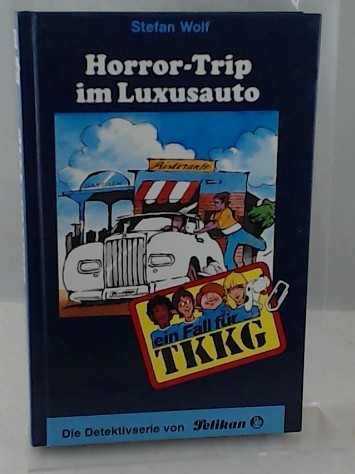 Stefan Wolf
Horror-Trip
im Luxusauto
Ristorante
ein Fall für
TKKG
Die Detektivserie von Pelikan